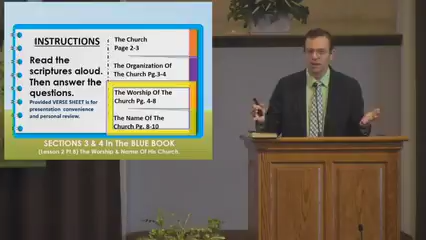 INSTRUCTIONS
Read the
scriptures aloud.
Then answer the
questions.
Provided VERSE SHEET is for
presentation convenience
and personal review.
The Church
Page 2-3
The Organization Of
The Church Pg.3-4
The Worship Of The
Church Pg. 4-8
The Name Of The
Church Pg. 8-10
SECTIONS 3 & 4 In The BLUE BOOK
(Lesson 2 Pt B) The Worship & Name Of His Church.